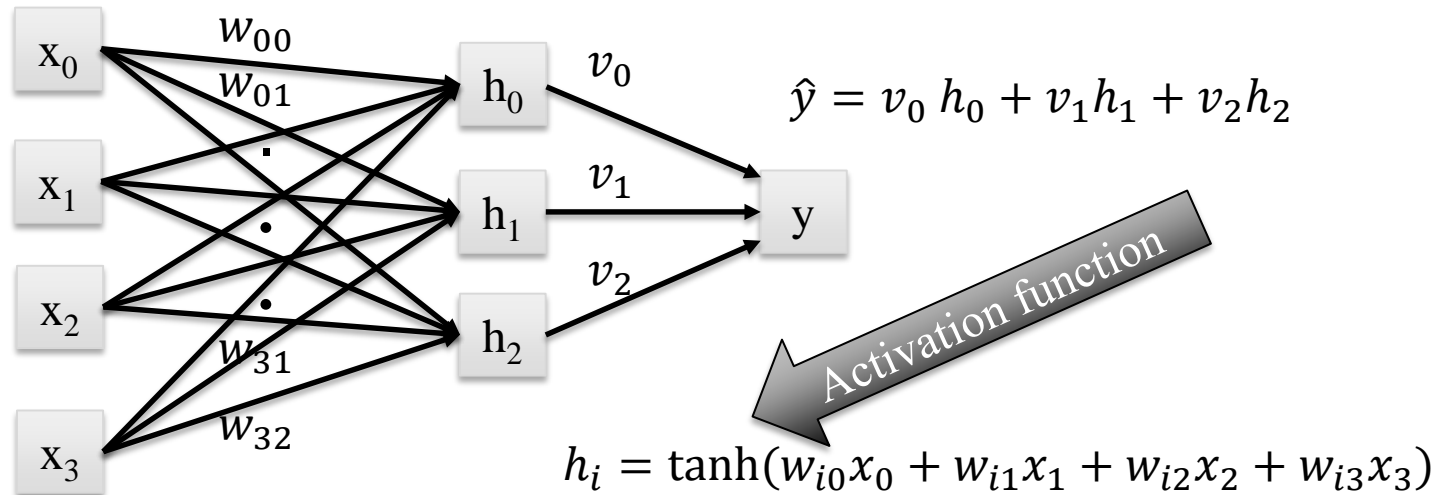 x₀
x₁
x₂
x₃
w₀₀
w₀₁
w₃₁
w₃₂
h₀
h₁
h₂
v₀
v₁
v₂
y
ŷ = v₀ h₀ + v₁h₁ + v₂h₂
Activation function
hᵢ = tanh(wᵢ₀x₀ + wᵢ₁x₁ + wᵢ₂x₂ + wᵢ₃x₃)